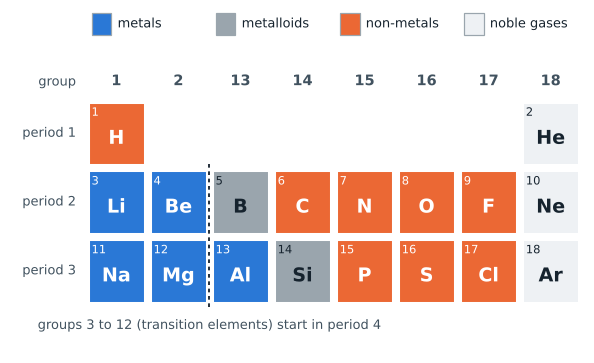 metals metalloids non-metals noble gases
group 1 2 13 14 15 16 17 18
period 1 1 H 2 He
period 2 3 Li 4 Be 5 B 6 C 7 N 8 O 9 F 10 Ne
period 3 11 Na 12 Mg 13 Al 14 Si 15 P 16 S 17 Cl 18 Ar
groups 3 to 12 (transition elements) start in period 4